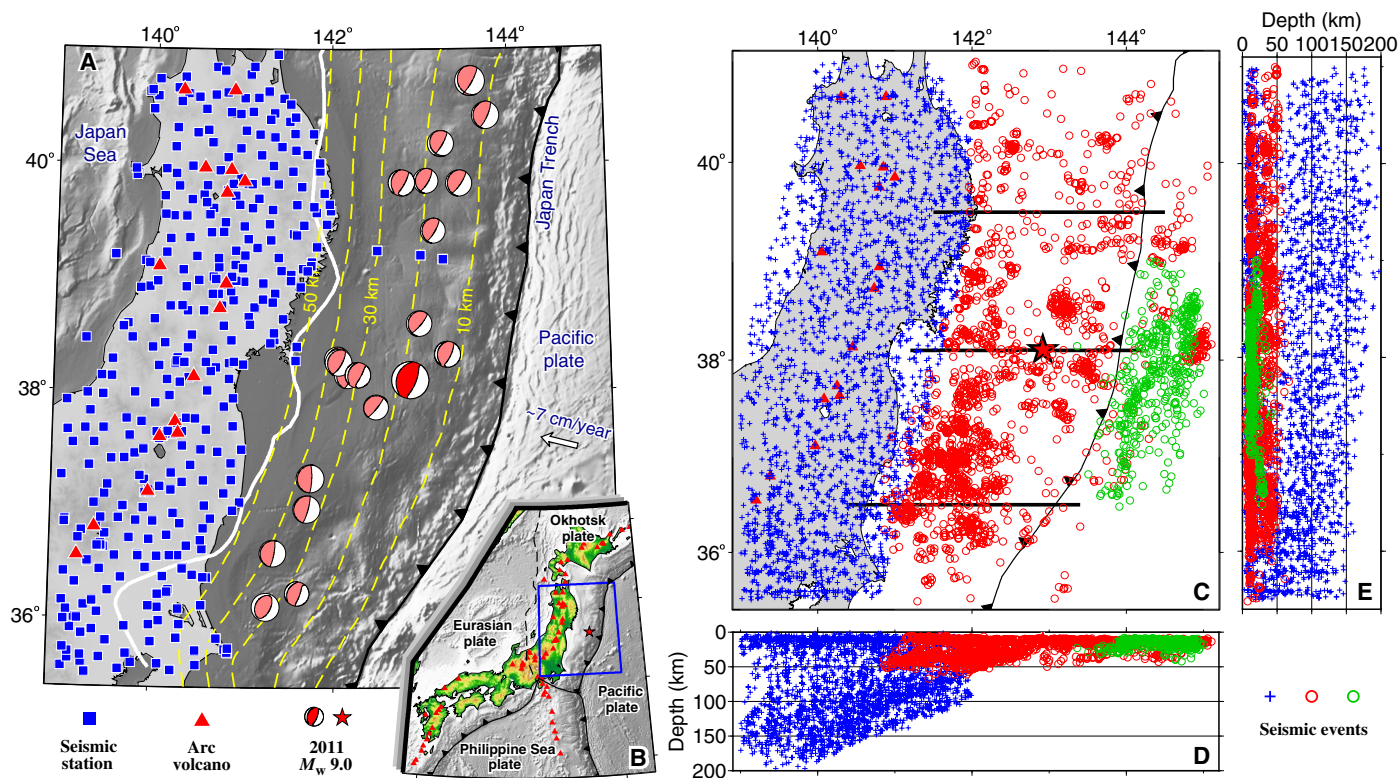 140°
142°
144°
A
Japan
Sea
Japan Trench
40°
50 km
30 km
10 km
Pacific
plate
38°
~7 cm/year
36°
Okhotsk
plate
Eurasian
plate
Pacific
plate
Philippine Sea
plate
B
Seismic
station
Arc
volcano
2011
Mw 9.0
140°
142°
144°
40°
38°
36°
C
Depth (km)
0 50 100 150 200
E
0
50
100
150
200
Depth (km)
D
Seismic events